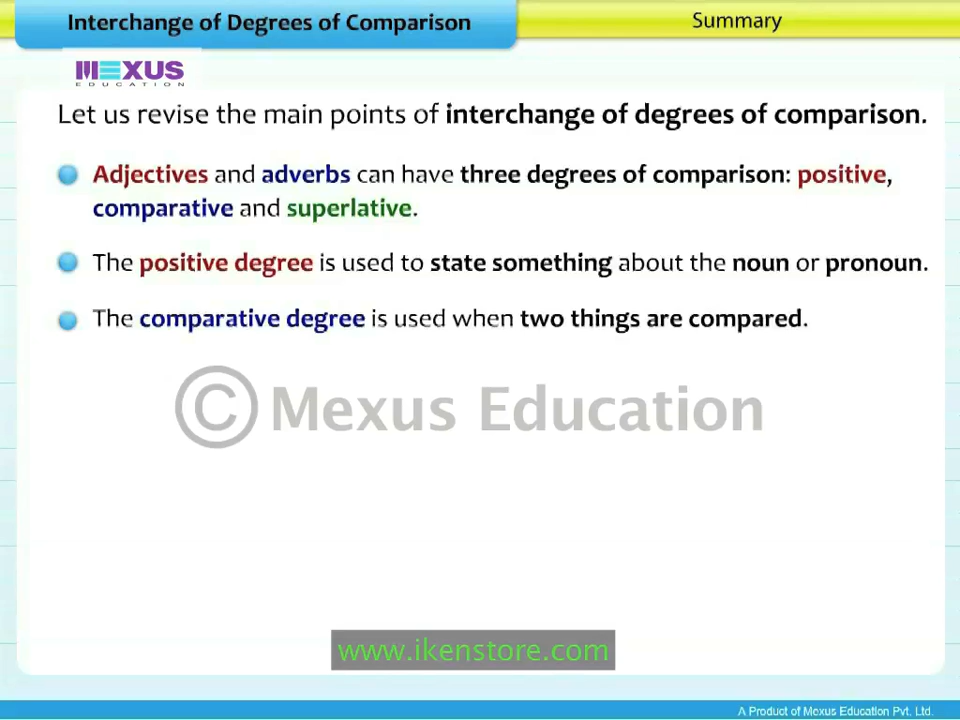 Interchange of Degrees of Comparison
Summary
MEXUS
EDUCATION
Let us revise the main points of interchange of degrees of comparison.
Adjectives and adverbs can have three degrees of comparison: positive,
comparative and superlative.
The positive degree is used to state something about the noun or pronoun.
The comparative degree is used when two things are compared.
© Mexus Education
www.ikenstore.com
A Product of Mexus Education Pvt. Ltd.